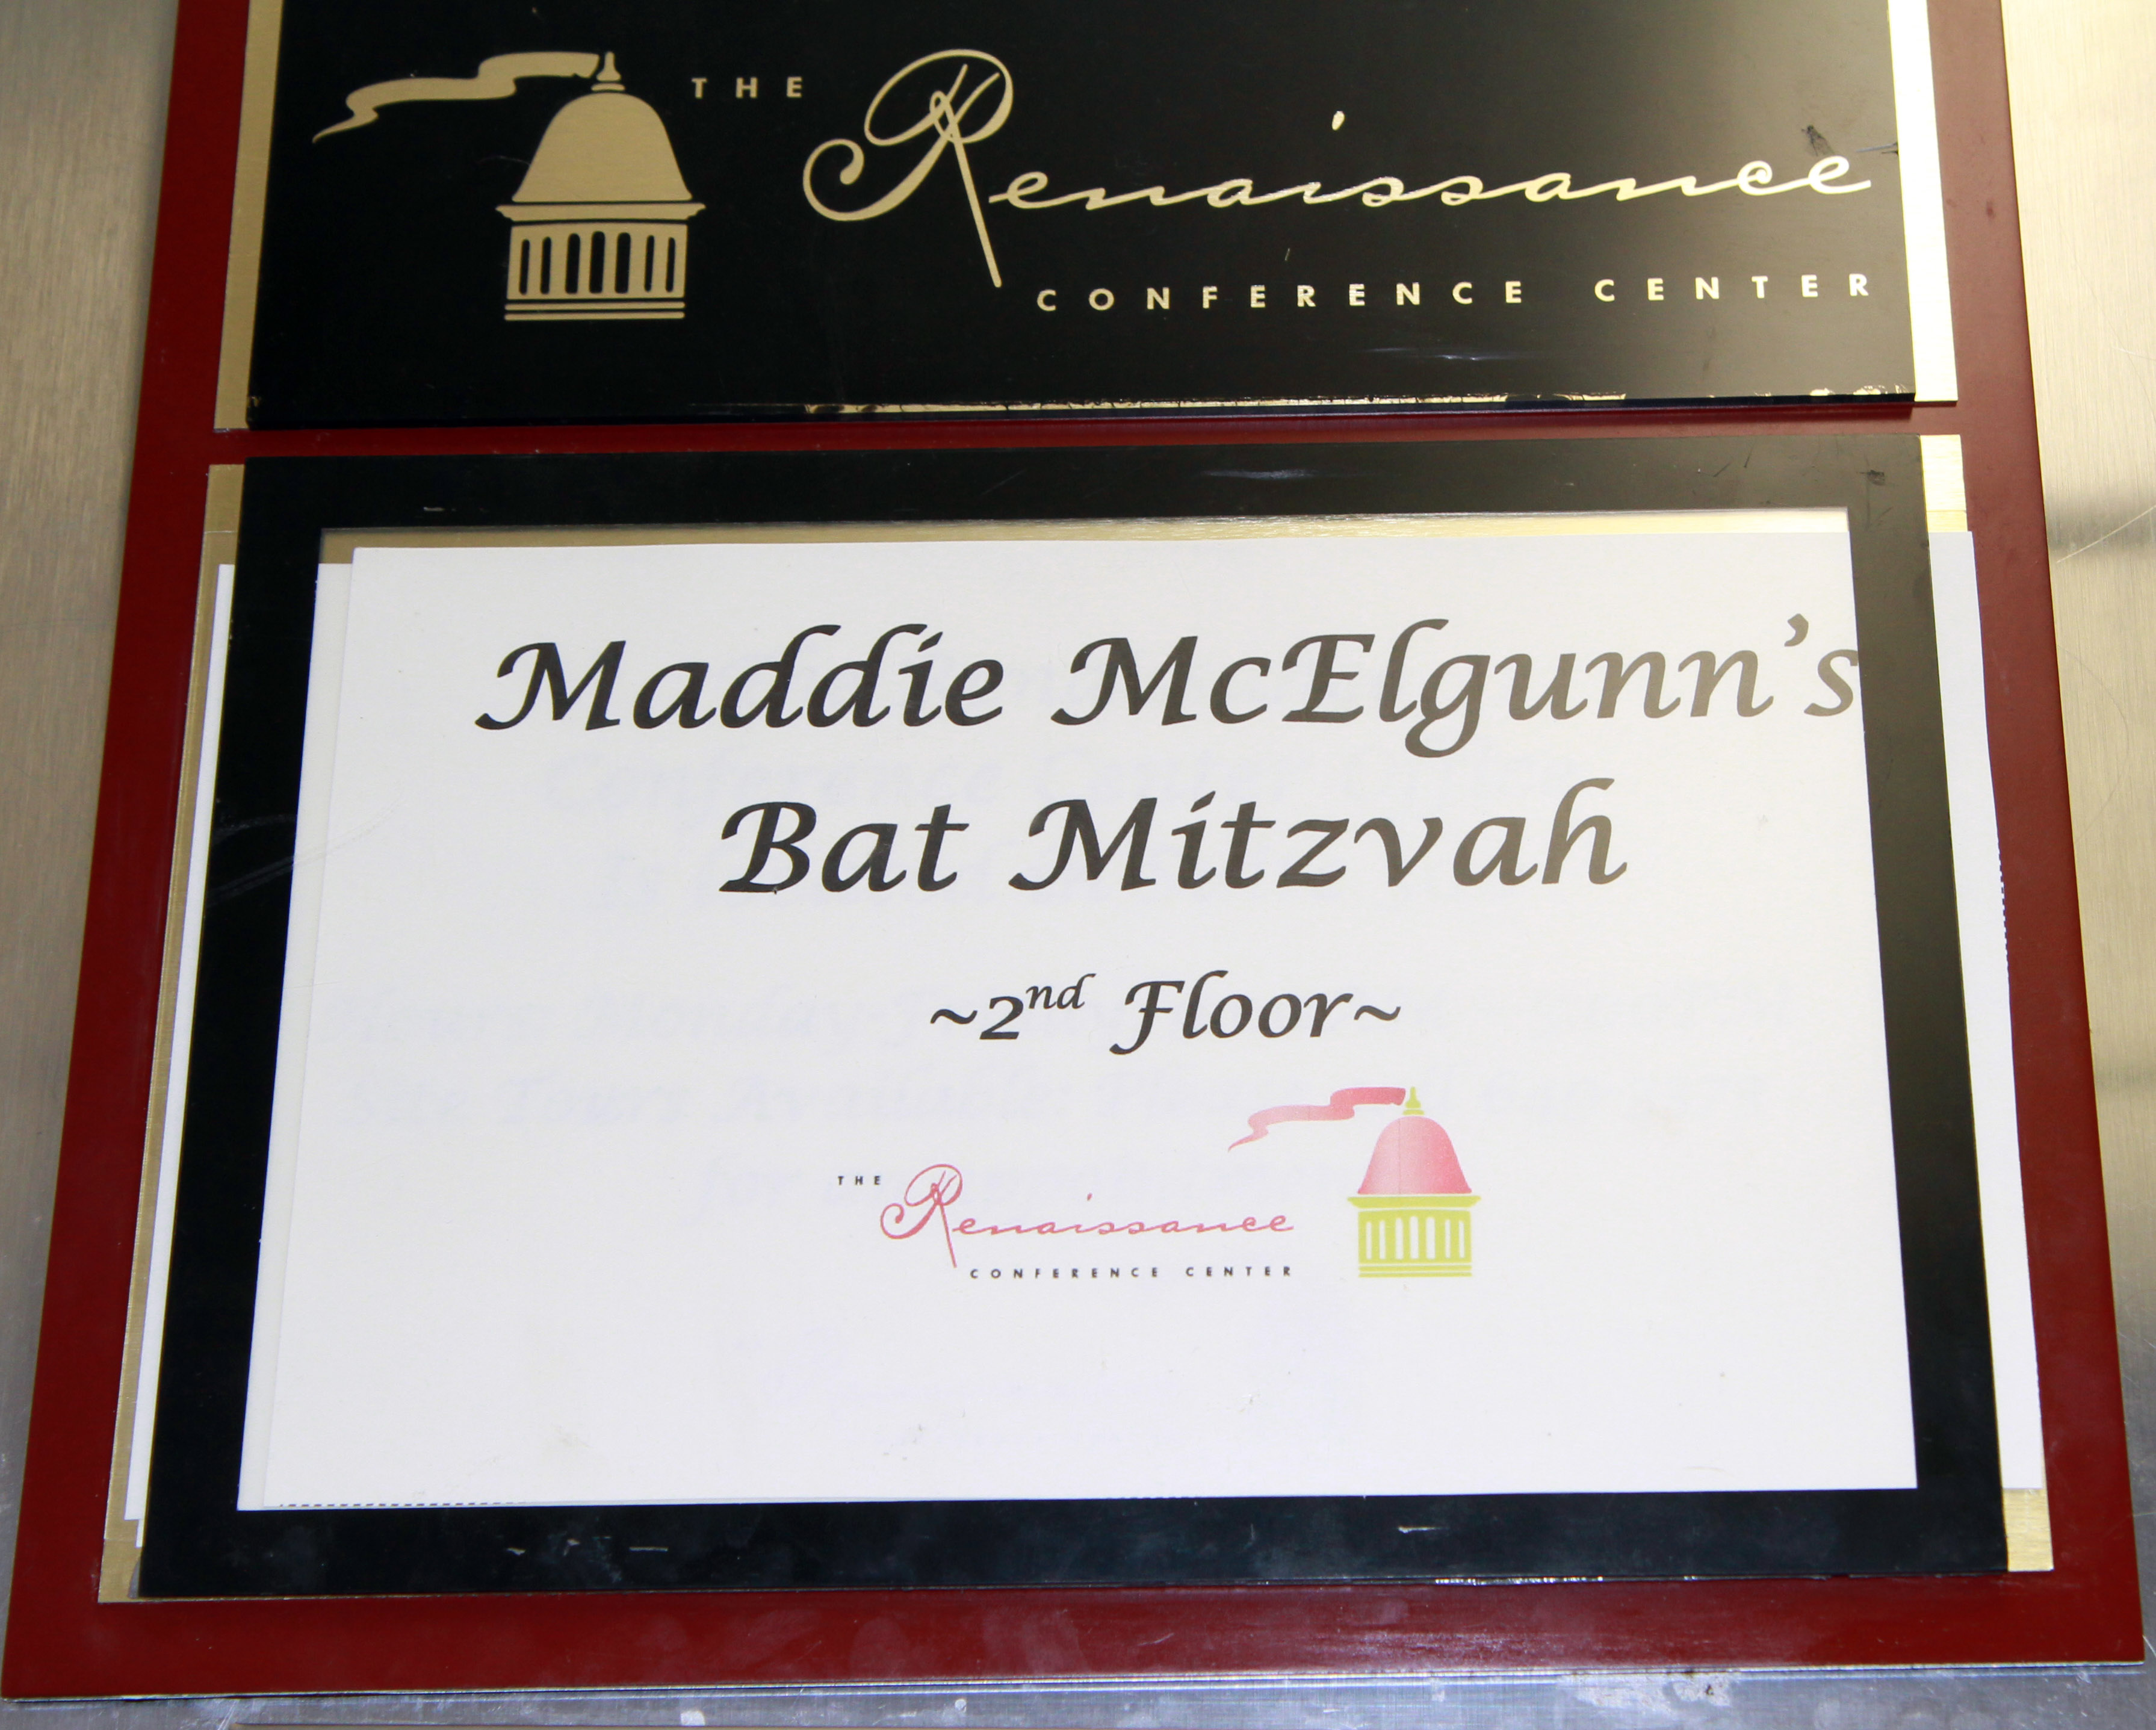 THE
Renaissance
CONFERENCE CENTER
Maddie McElgunn's
Bat Mitzvah
~2nd Floor~
THE
Renaissance
CONFERENCE CENTER